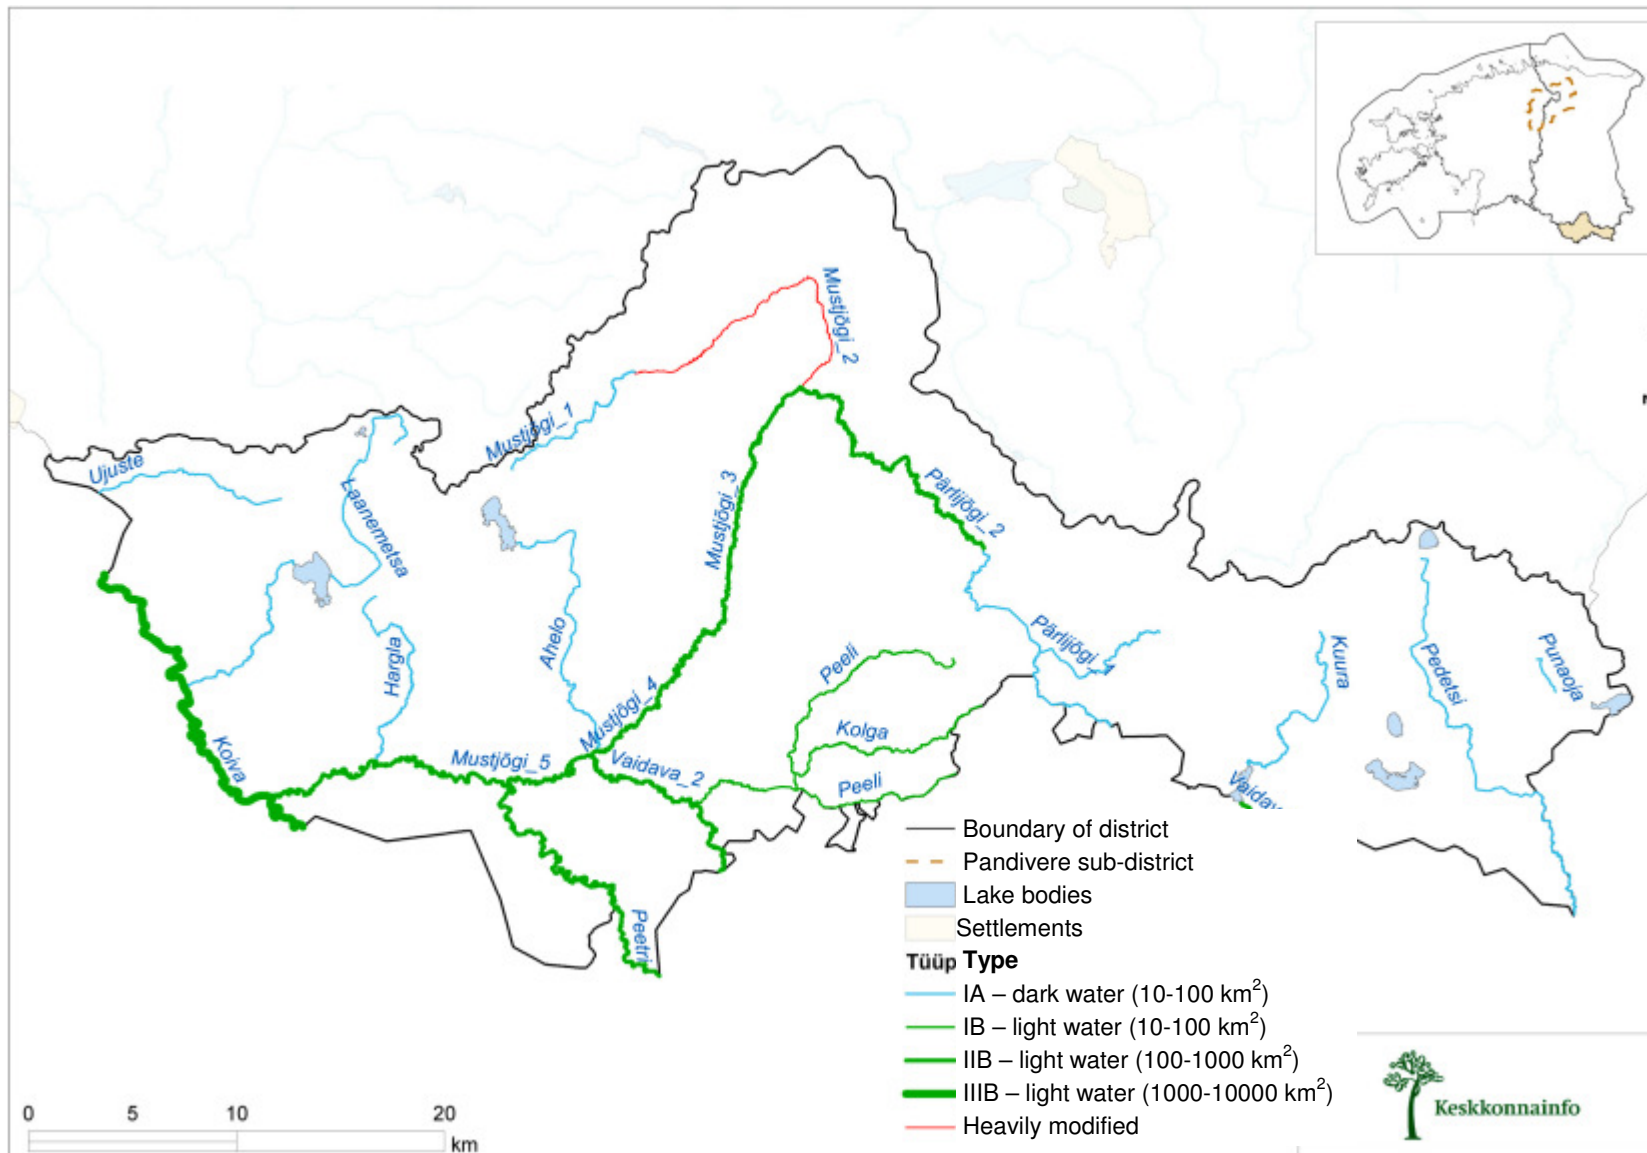 Mustjõgi_2
Mustjõgi_1
Ujuste
Laanemetsa
Mustjõgi_3
Pärlijõgi_2
Ahelo
Hargla
Pärlijõgi_1
Peeli
Kuura
Pedetsi
Punaoja
Mustjõgi_4
Kolga
Koiva
Mustjõgi_5
Vaidava_2
Peeli
Vaidav
Peetri
Boundary of district
Pandivere sub-district
Lake bodies
Settlements
Tüüp Type
IA – dark water (10-100 km²)
IB – light water (10-100 km²)
IIB – light water (100-1000 km²)
IIIB – light water (1000-10000 km²)
Heavily modified
0 5 10 20
km
Keskkonnainfo